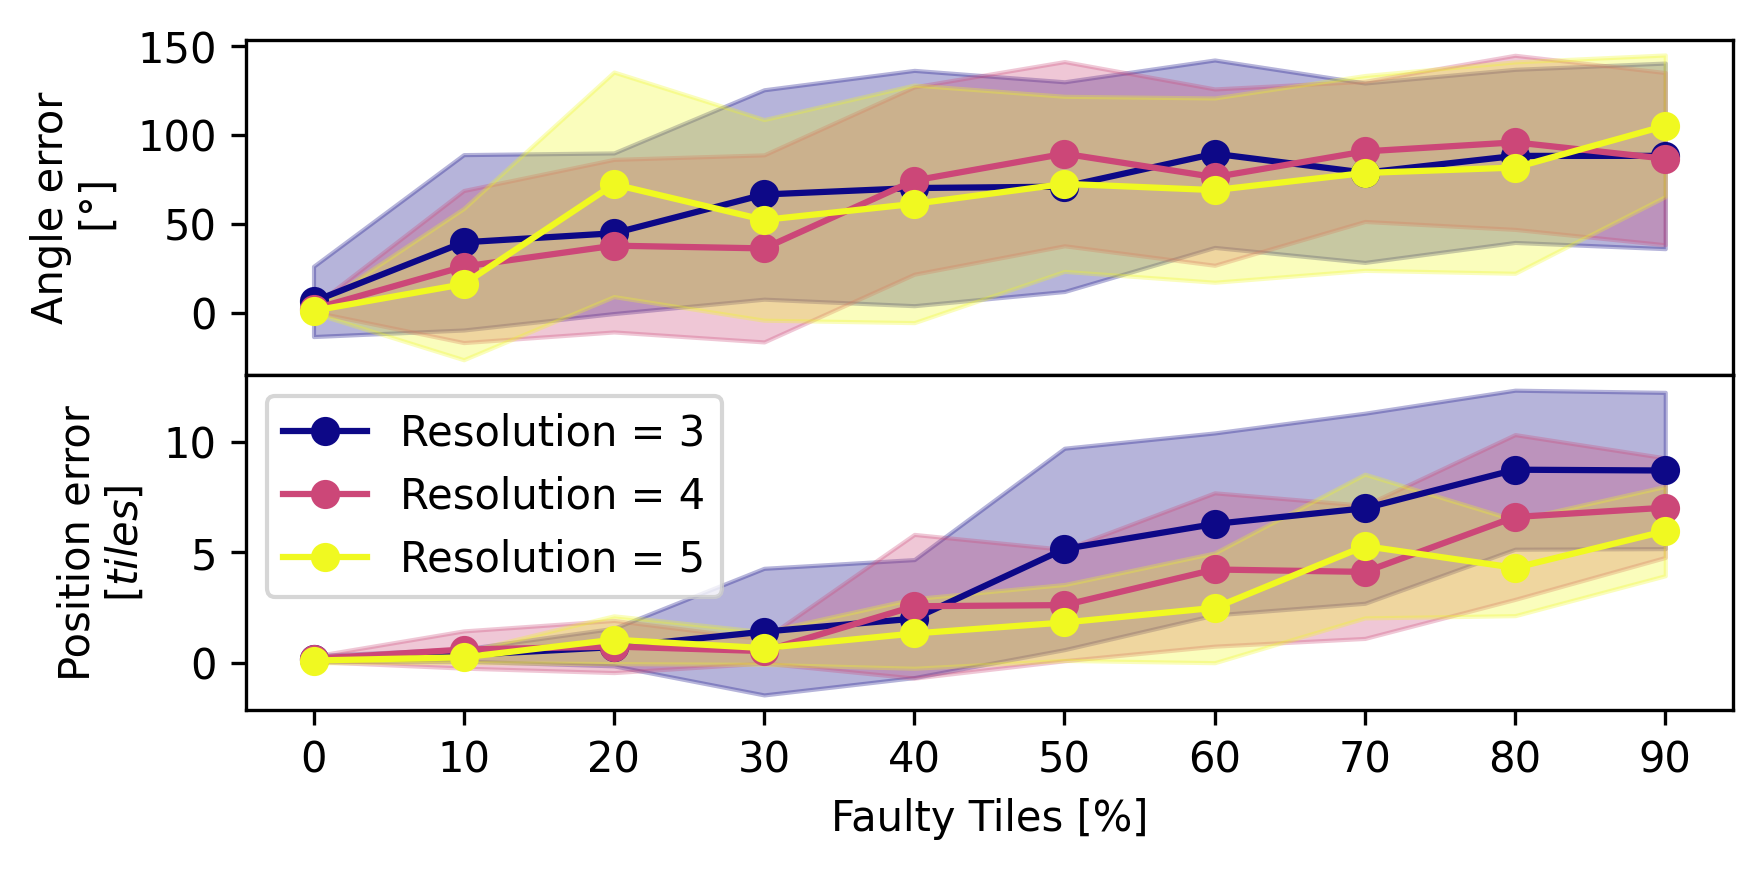 150
100
50
0
Angle error
[°]
10
5
0
Position error
[tiles]
Resolution = 3
Resolution = 4
Resolution = 5
0 10 20 30 40 50 60 70 80 90
Faulty Tiles [%]